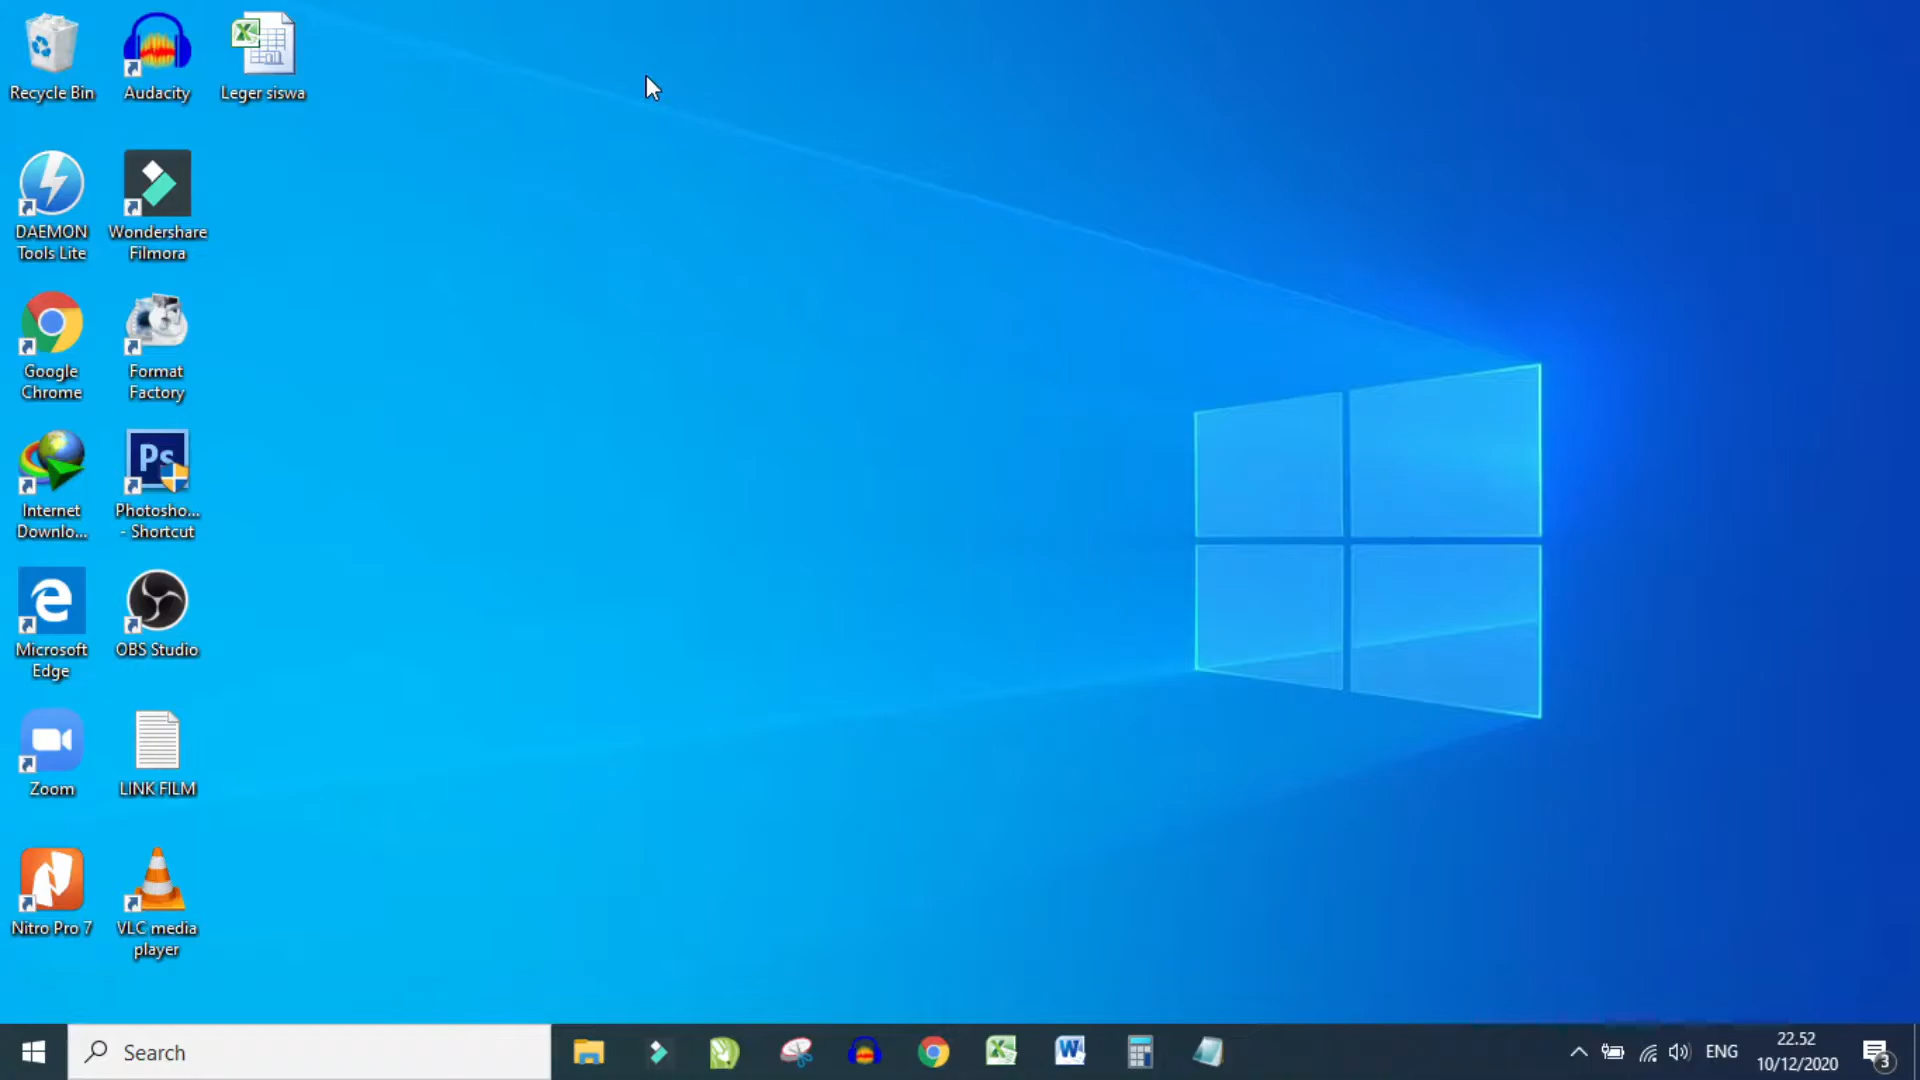 Recycle Bin
Audacity
Leger siswa
DAEMON
Tools Lite
Wondershare
Filmora
Google
Chrome
Format
Factory
Internet
Downlo...
Ps
Photosho...
- Shortcut
Microsoft
Edge
OBS Studio
Zoom
LINK FILM
Nitro Pro 7
VLC media
player
Search
ENG
22.52
10/12/2020
3